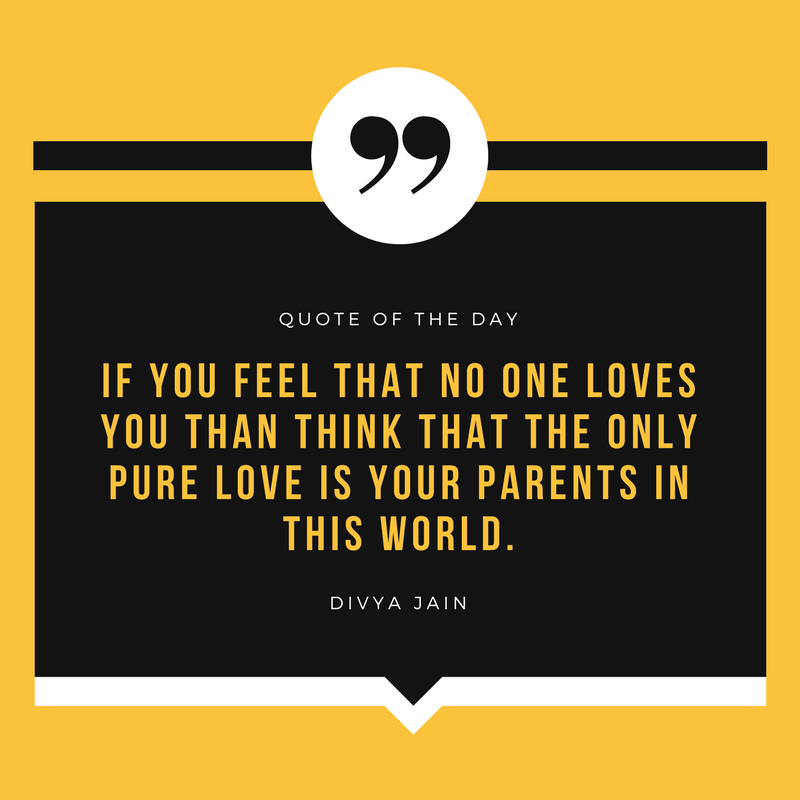 ”
QUOTE OF THE DAY
IF YOU FEEL THAT NO ONE LOVES
YOU THAN THINK THAT THE ONLY
PURE LOVE IS YOUR PARENTS IN
THIS WORLD.
DIVYA JAIN